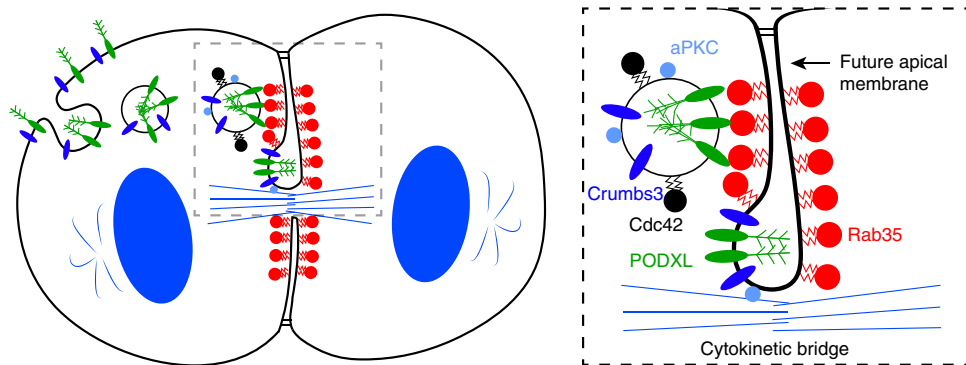 aPKC
Future apical
membrane
Crumbs3
Cdc42
Rab35
PODXL
Cytokinetic bridge